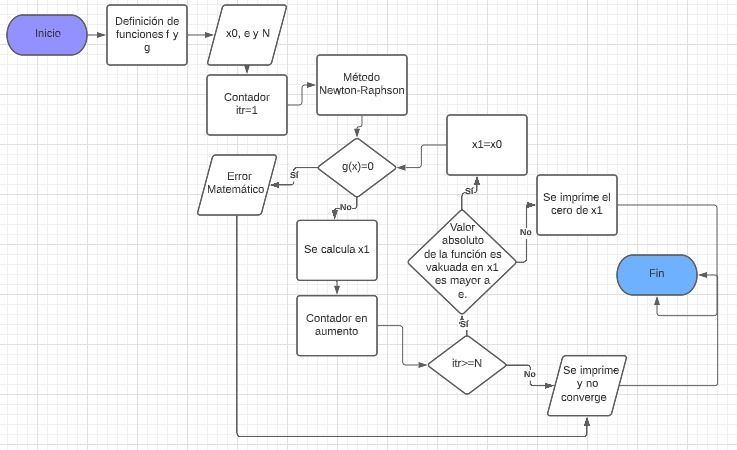 Inicio
Definición de
funciones f y
g
x0, e y N
Contador
itr=1
Método
Newton-Raphson
g(x)=0
Sí
Error
Matemático
No
Se calcula x1
Contador en
aumento
itr>=N
Sí
No
Valor
absoluto
de la función es
vakuada en x1
es mayor a
e.
Sí
x1=x0
No
Se imprime el
cero de x1
Se imprime
y no
converge
Fin